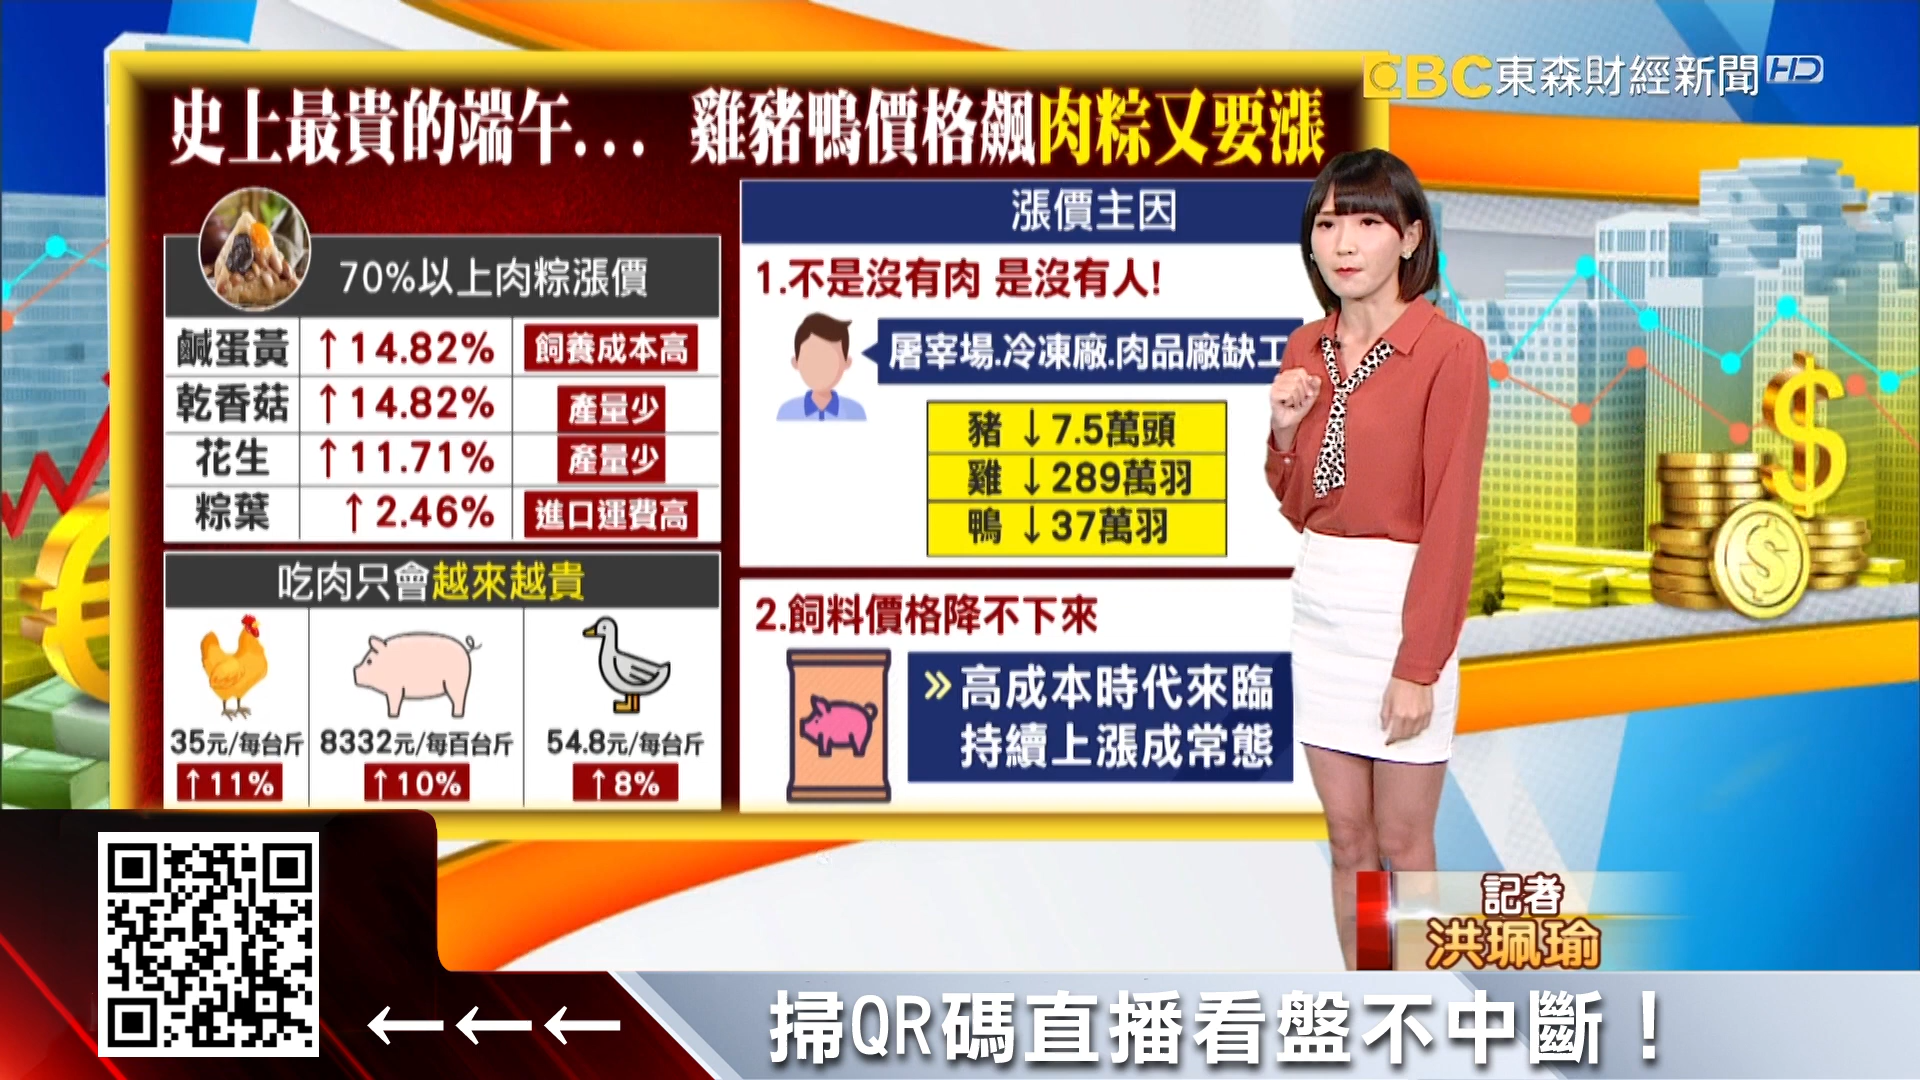 史上最貴的端午... 雞豬鴨價格飆肉粽又要漲
EBC東森財經新聞HD
70%以上肉粽漲價
鹹蛋黃 ↑14.82% 飼養成本高
乾香菇 ↑14.82% 產量少
花生 ↑11.71% 產量少
粽葉 ↑2.46% 進口運費高
吃肉只會越來越貴
35元/每台斤 8332元/每百台斤 54.8元/每台斤
↑11% ↑10% ↑8%
漲價主因
1.不是沒有肉 是沒有人!
屠宰場.冷凍廠.肉品廠缺工
豬 ↓7.5萬頭
雞 ↓289萬羽
鴨 ↓37萬羽
2.飼料價格降不下來
»高成本時代來臨
持續上漲成常態
記者
洪珮瑜
←←← 掃QR碼直播看盤不中斷！